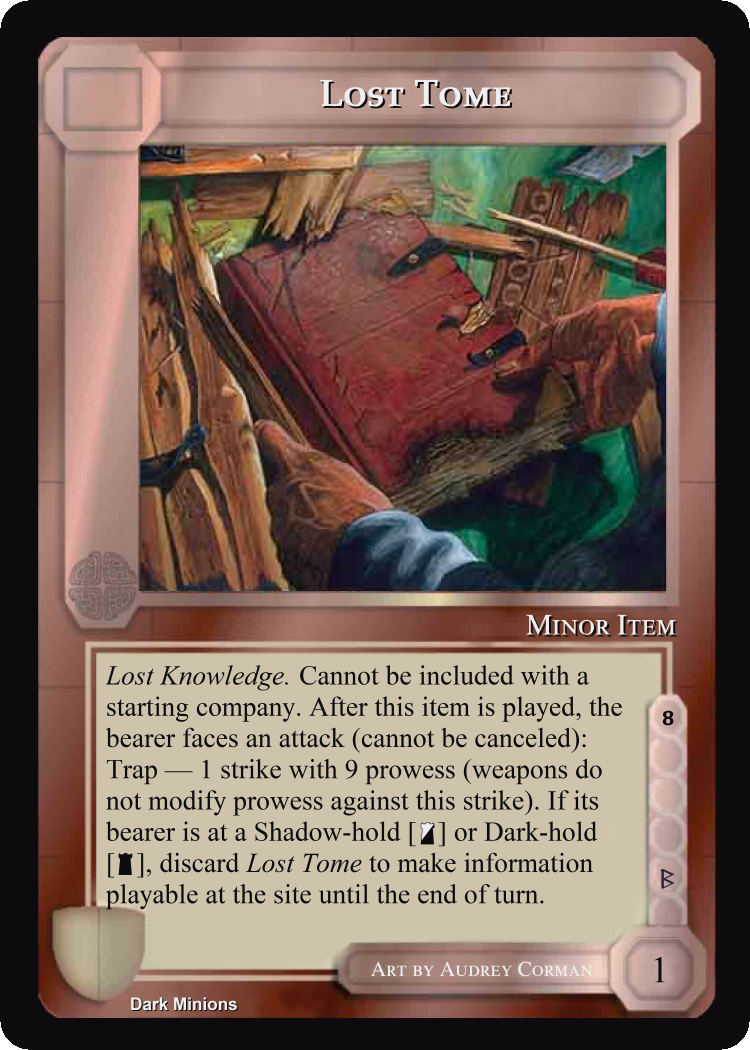 Lost Tome
Minor Item
Lost Knowledge. Cannot be included with a
starting company. After this item is played, the
bearer faces an attack (cannot be canceled):
Trap — 1 strike with 9 prowess (weapons do
not modify prowess against this strike). If its
bearer is at a Shadow-hold [ ] or Dark-hold
[ ], discard Lost Tome to make information
playable at the site until the end of turn.
8
ᛒ
Art by Audrey Corman
1
Dark Minions